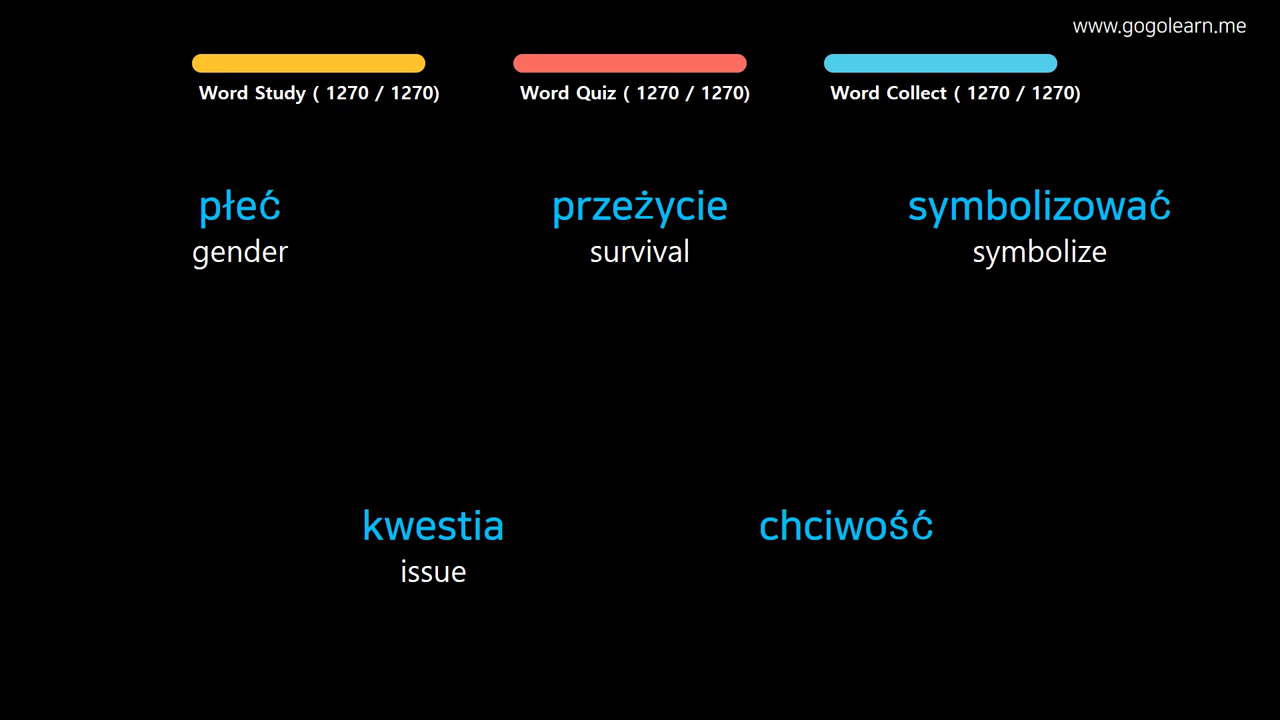 www.gogolearn.me
Word Study ( 1270 / 1270)
Word Quiz ( 1270 / 1270)
Word Collect ( 1270 / 1270)
płeć
gender
przeżycie
survival
symbolizować
symbolize
kwestia
issue
chciwość